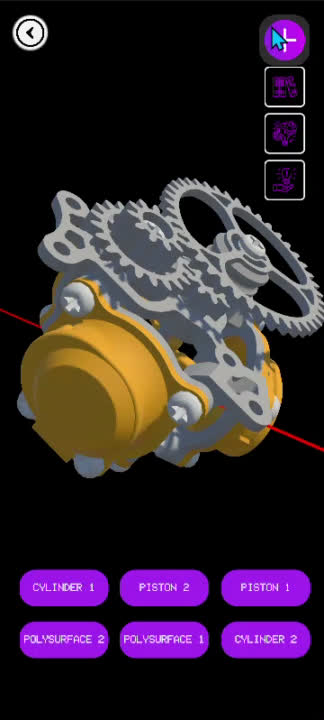 CYLINDER 1
PISTON 2
PISTON 1
POLYSURFACE 2
POLYSURFACE 1
CYLINDER 2